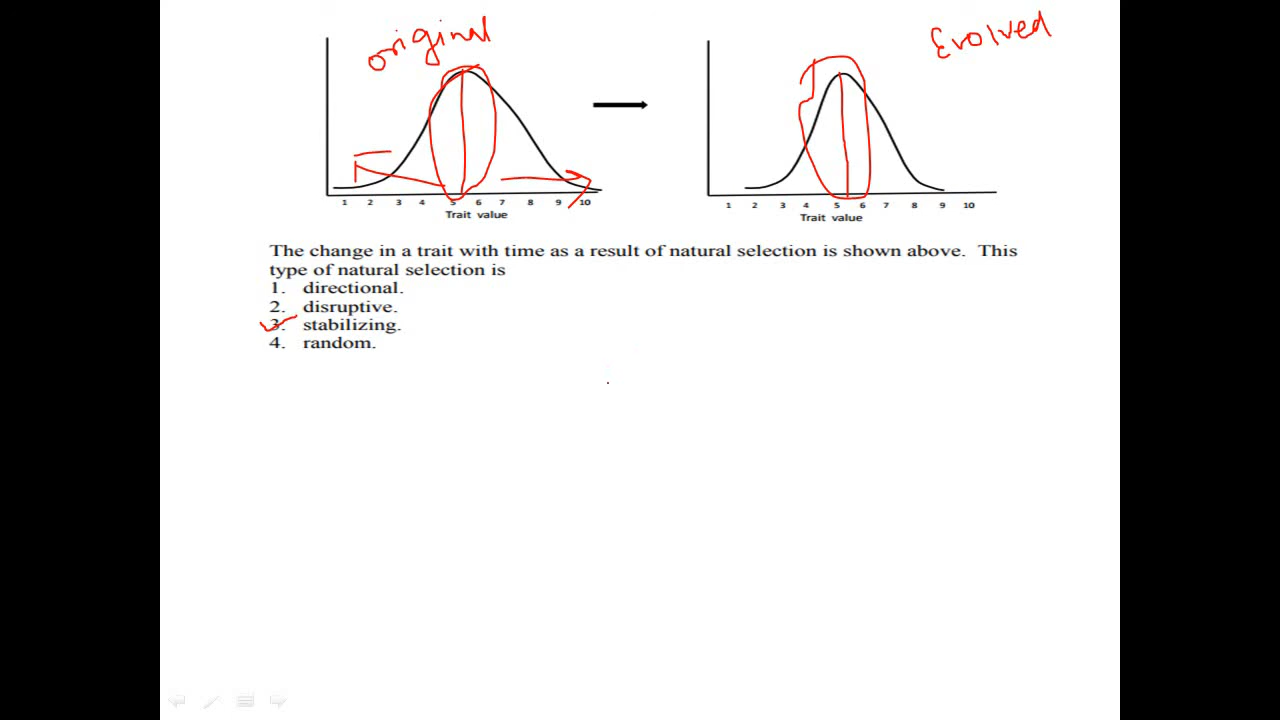 original
Evolved
1 2 3 4 5 6 7 8 9 10
Trait value
1 2 3 4 5 6 7 8 9 10
Trait value
The change in a trait with time as a result of natural selection is shown above. This
type of natural selection is
1. directional.
2. disruptive.
3. stabilizing.
4. random.